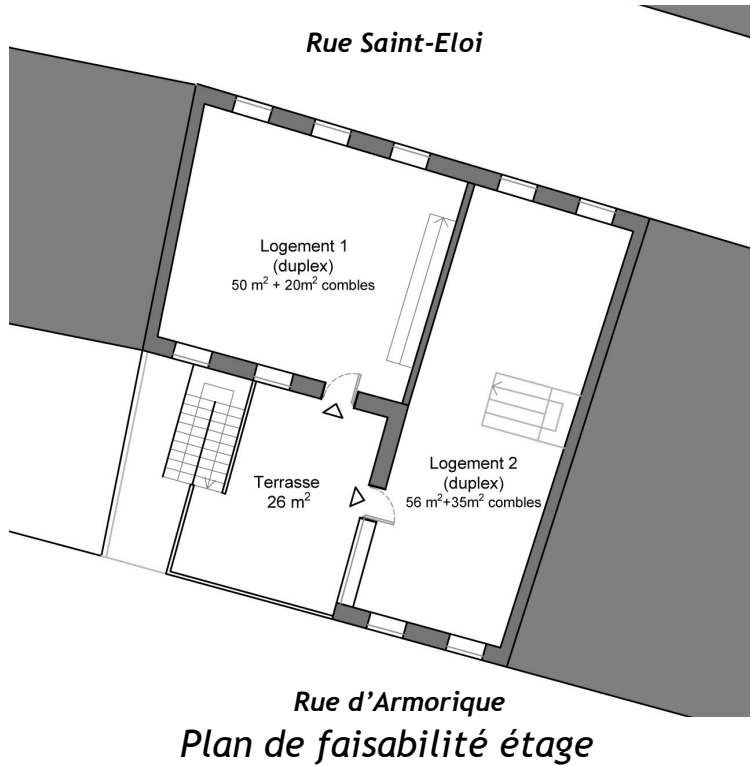 Rue Saint-Eloi
Logement 1
(duplex)
50 m² + 20m² combles
Logement 2
(duplex)
56 m²+35m² combles
Terrasse
26 m²
Rue d'Armorique
Plan de faisabilité étage